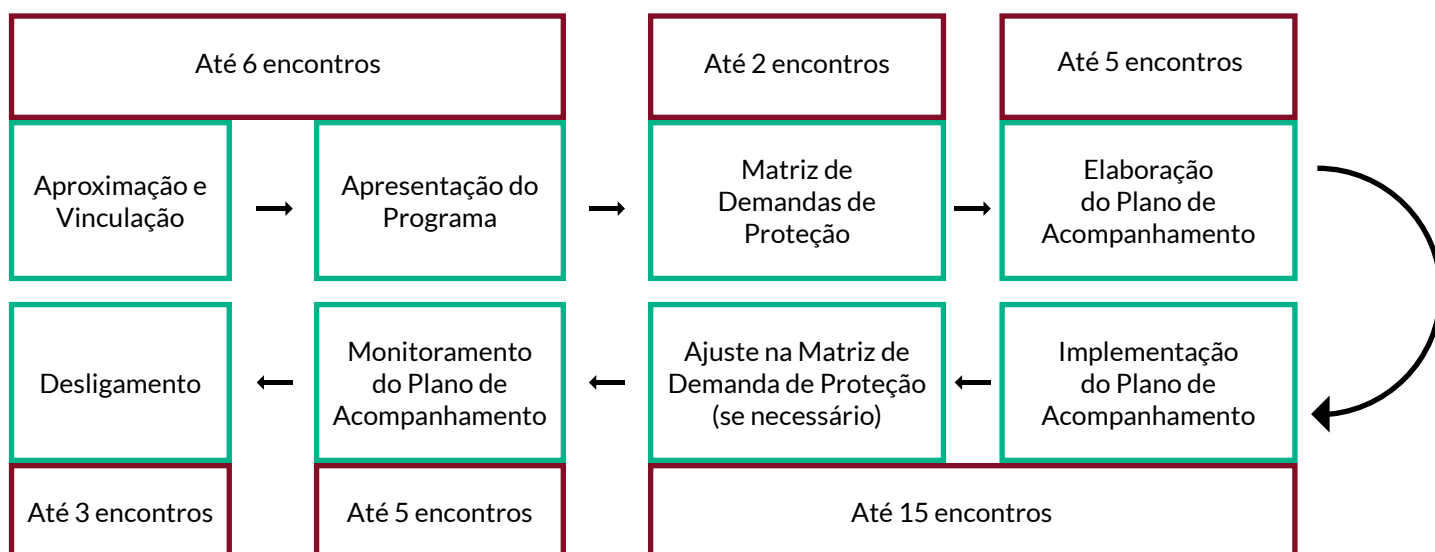 Até 6 encontros
Até 2 encontros
Até 5 encontros
Aproximação e
Vinculação
Apresentação do
Programa
Matriz de
Demandas de
Proteção
Elaboração
do Plano de
Acompanhamento
Desligamento
Monitoramento
do Plano de
Acompanhamento
Ajuste na Matriz de
Demanda de Proteção
(se necessário)
Implementação
do Plano de
Acompanhamento
Até 3 encontros
Até 5 encontros
Até 15 encontros